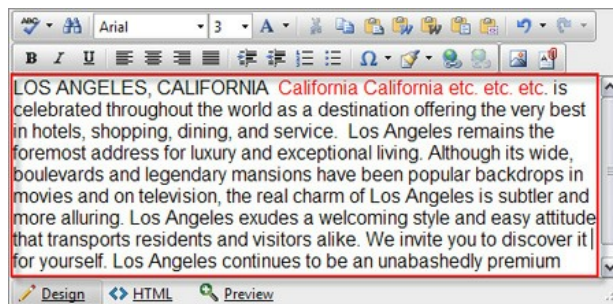 ABC Arial 3 A
B I U Ω
LOS ANGELES, CALIFORNIA California California etc. etc. etc. is
celebrated throughout the world as a destination offering the very best
in hotels, shopping, dining, and service. Los Angeles remains the
foremost address for luxury and exceptional living. Although its wide,
boulevards and legendary mansions have been popular backdrops in
movies and on television, the real charm of Los Angeles is subtler and
more alluring. Los Angeles exudes a welcoming style and easy attitude
that transports residents and visitors alike. We invite you to discover it
for yourself. Los Angeles continues to be an unabashedly premium
Design HTML Preview